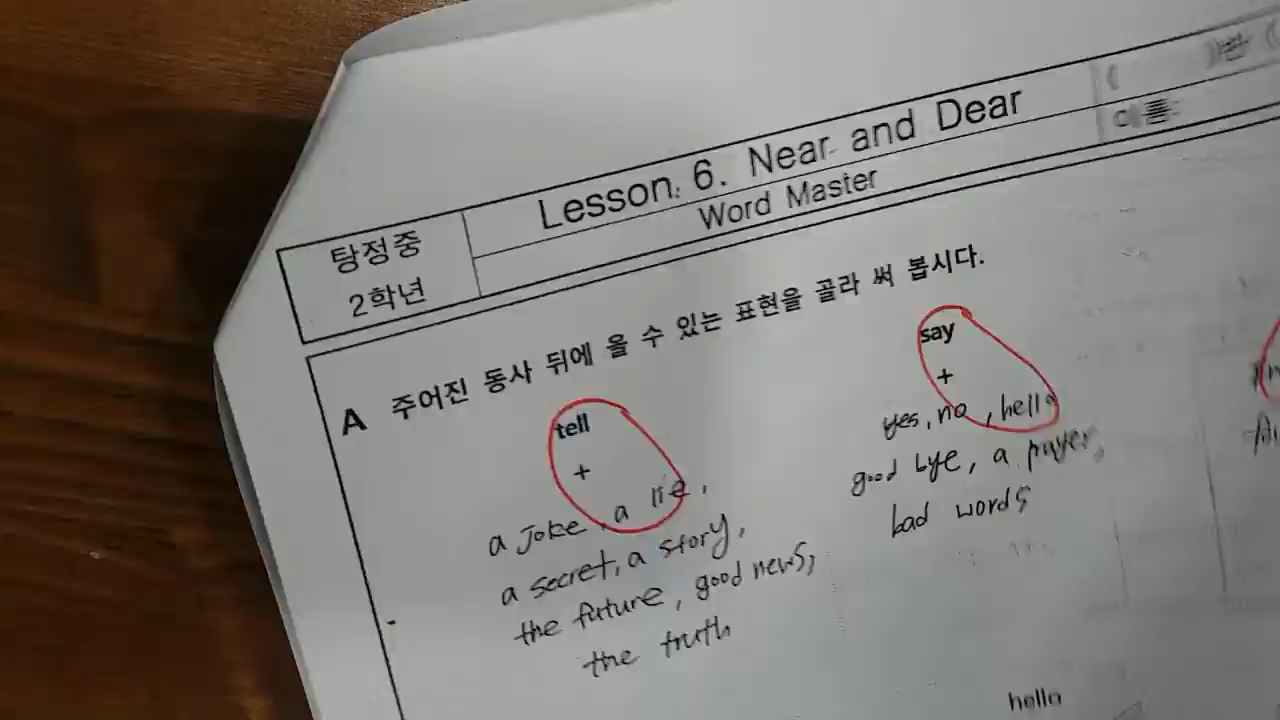 Lesson. 6. Near and Dear
Word Master
탕정중
2학년
이름:
A 주어진 동사 뒤에 올 수 있는 표현을 골라 써 봅시다.
tell
+
a joke, a lie,
a secret, a story,
the future, good news,
the truth
say
+
yes, no, hello
good bye, a prayer,
bad words
hello